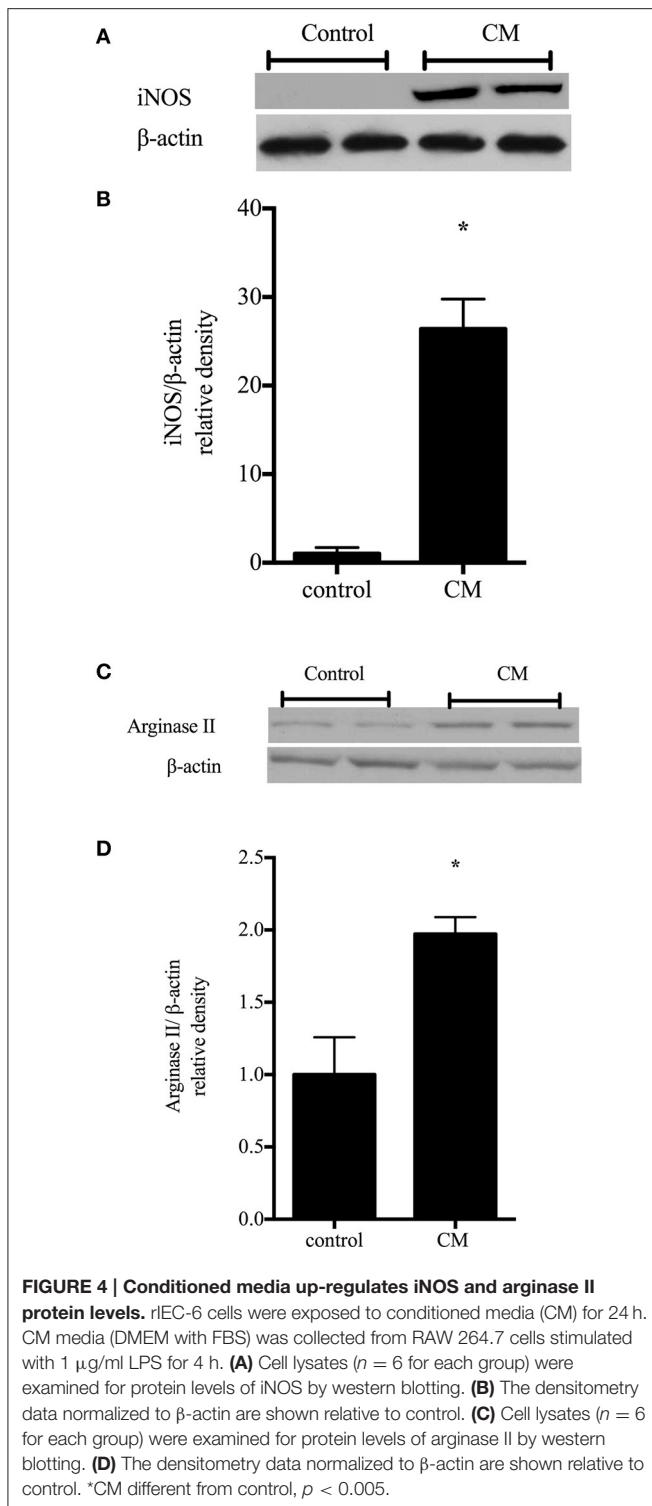 A
Control CM
iNOS
β-actin
B
40
30
20
10
0
iNOS/β-actin
relative density
*
control CM
C
Control CM
Arginase II
β-actin
D
2.5
2.0
1.5
1.0
0.5
0.0
Arginase II/ β-actin
relative density
*
control CM
FIGURE 4 | Conditioned media up-regulates iNOS and arginase II
protein levels. rIEC-6 cells were exposed to conditioned media (CM) for 24 h.
CM media (DMEM with FBS) was collected from RAW 264.7 cells stimulated
with 1 μg/ml LPS for 4 h. (A) Cell lysates (n = 6 for each group) were
examined for protein levels of iNOS by western blotting. (B) The densitometry
data normalized to β-actin are shown relative to control. (C) Cell lysates (n = 6
for each group) were examined for protein levels of arginase II by western
blotting. (D) The densitometry data normalized to β-actin are shown relative to
control. *CM different from control, p < 0.005.